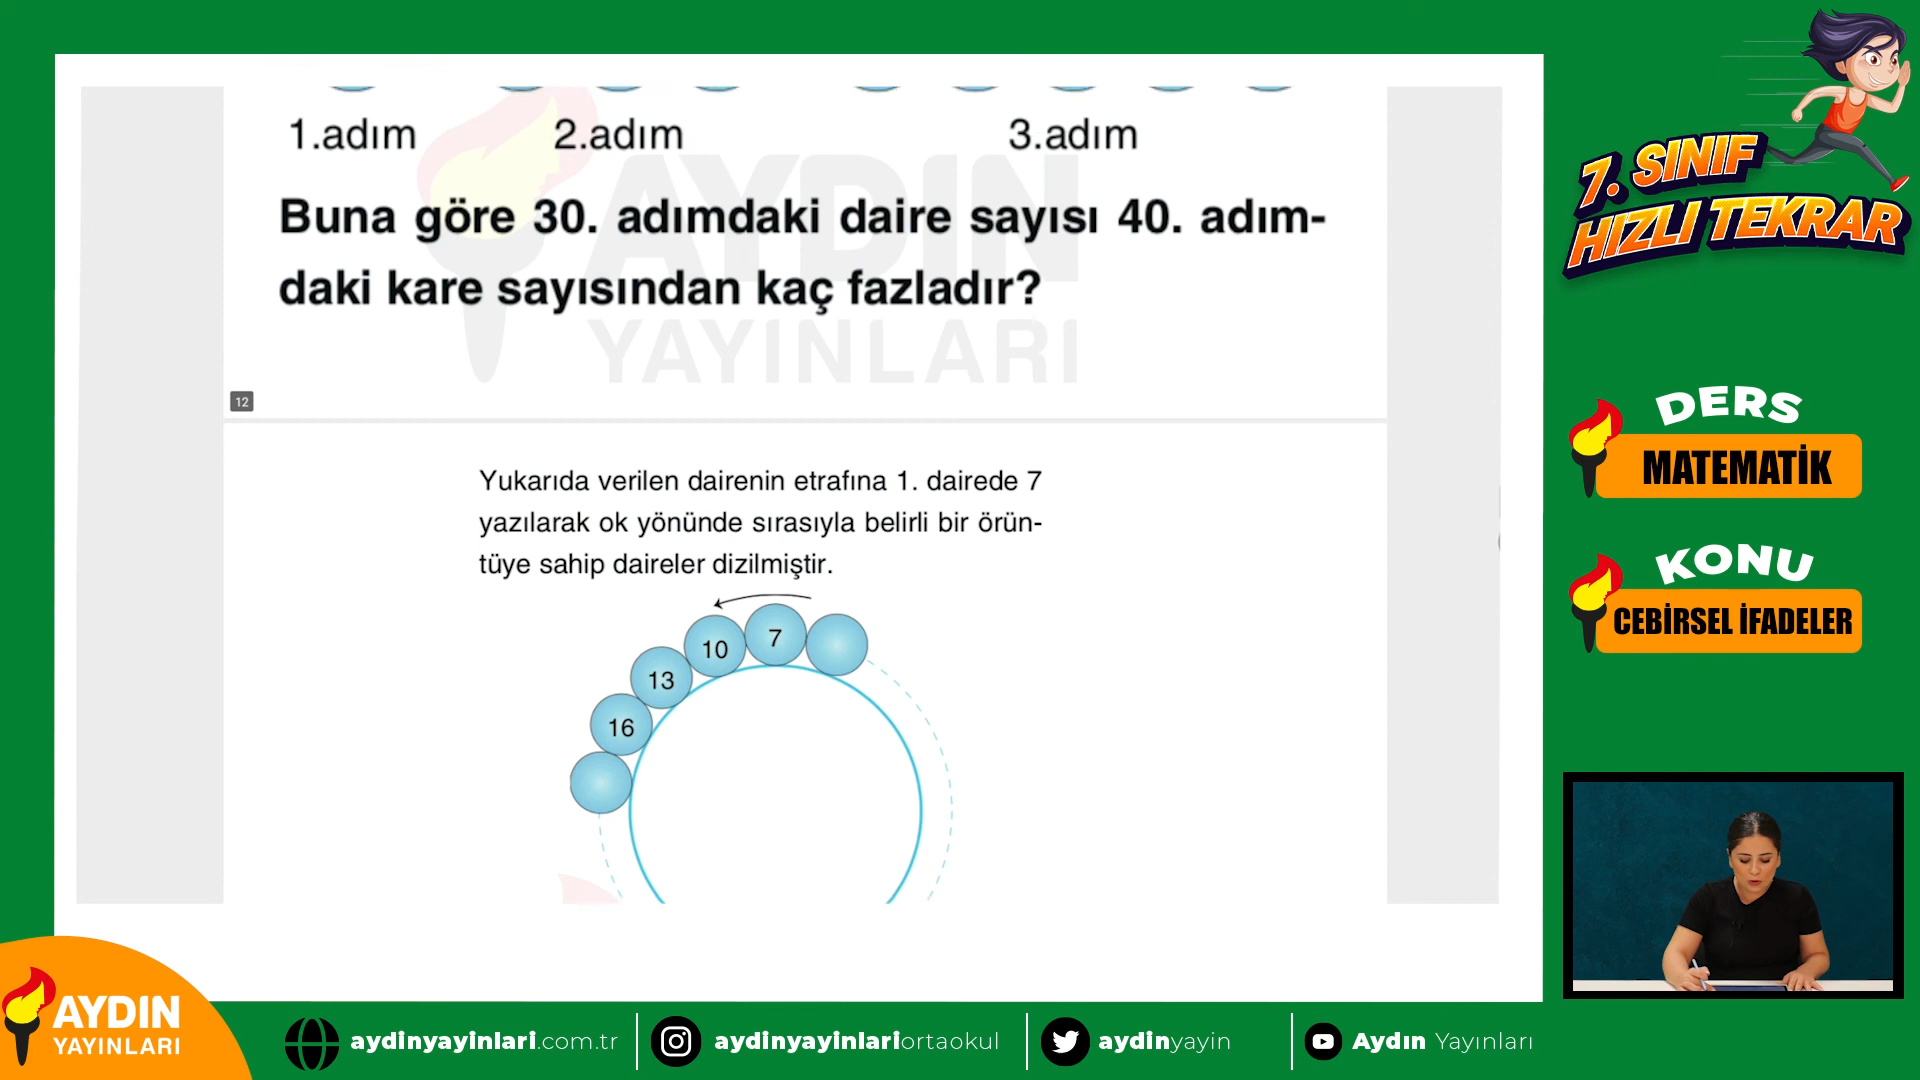 1.adım
2.adım
3.adım
Buna göre 30. adımdaki daire sayısı 40. adım-
daki kare sayısından kaç fazladır?
AYDIN
YAYINLARI
12
Yukarıda verilen dairenin etrafına 1. dairede 7
yazılarak ok yönünde sırasıyla belirli bir örün-
tüye sahip daireler dizilmiştir.
7
10
13
16
7. SINIF
HIZLI TEKRAR
DERS
MATEMATİK
KONU
CEBİRSEL İFADELER
AYDIN
YAYINLARI
aydinyayinlari.com.tr
aydinyayinlariortaokul
aydinyayin
Aydın Yayınları